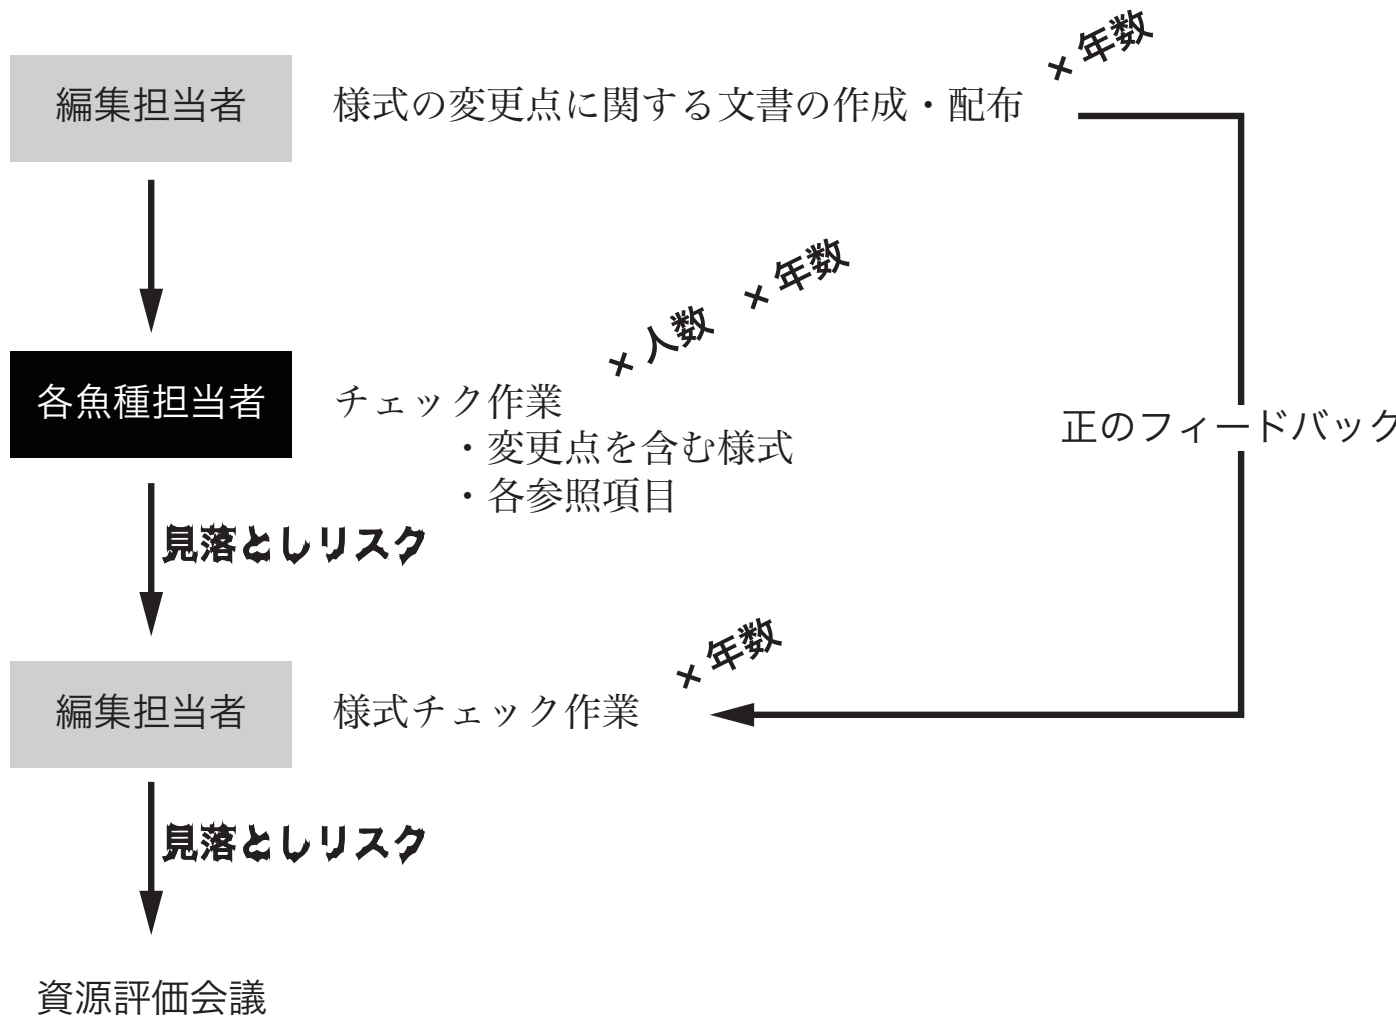 × 年数
編集担当者
様式の変更点に関する文書の作成・配布
× 人数
× 年数
各魚種担当者
チェック作業
・変更点を含む様式
・各参照項目
正のフィードバック
見落としリスク
× 年数
編集担当者
様式チェック作業
見落としリスク
資源評価会議